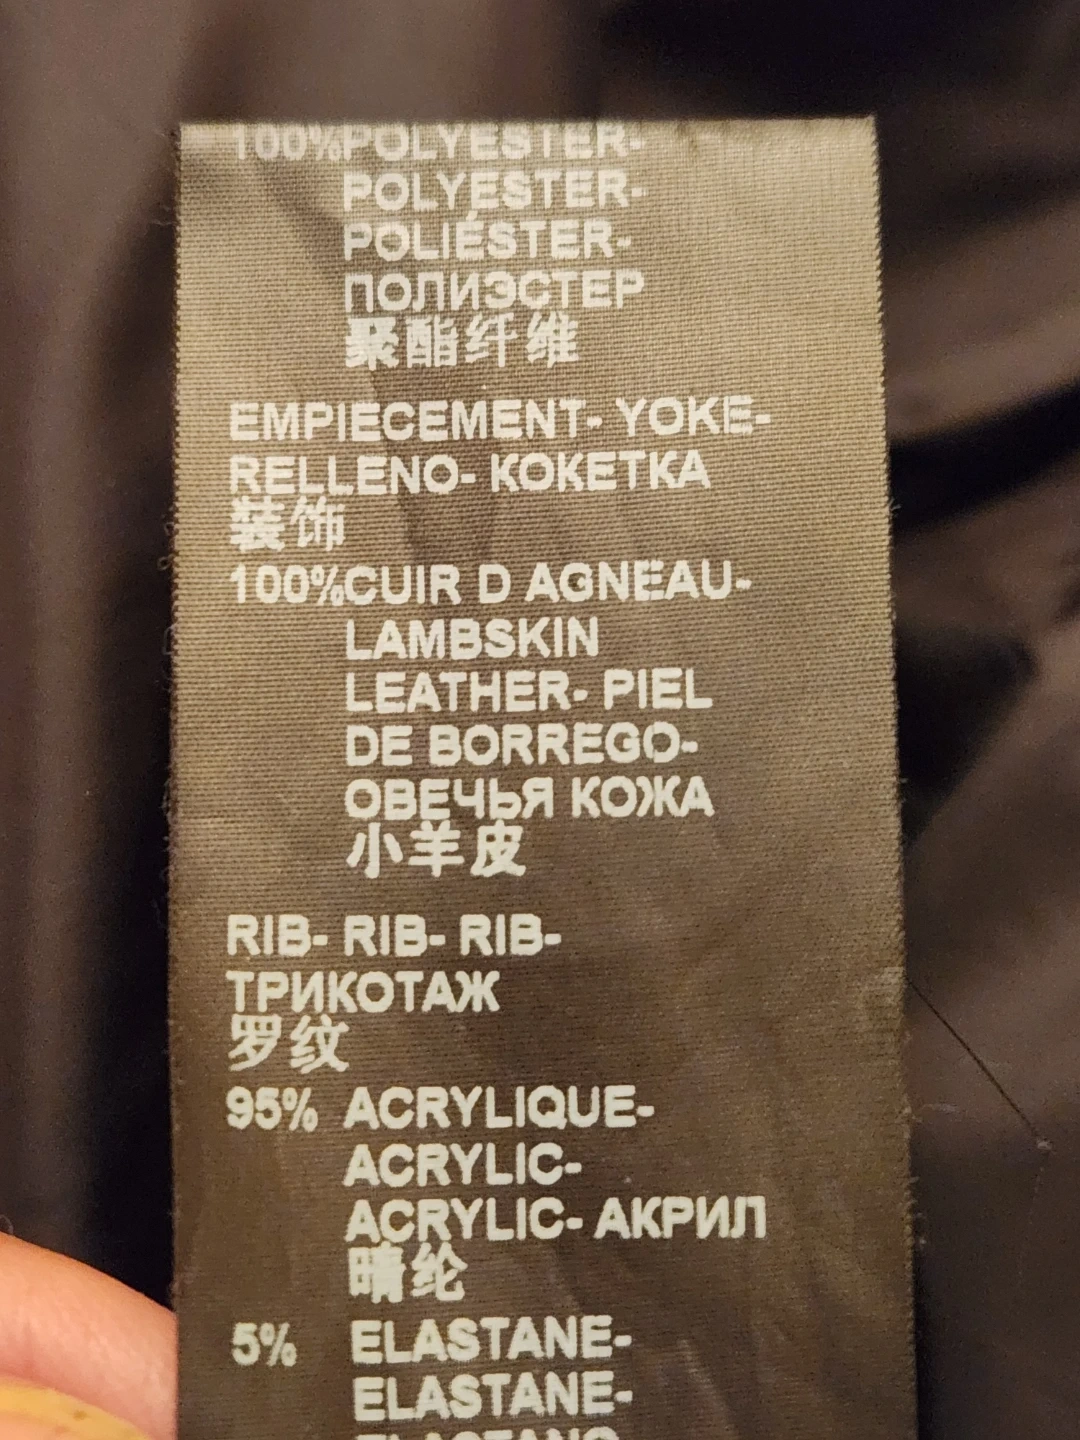 100%POLYESTER-
POLYESTER-
POLIÉSTER-
ПОЛИЭСТЕР
聚酯纤维
EMPIECEMENT- YOKE-
RELLENO- КОКЕТКА
装饰
100%CUIR D AGNEAU-
LAMBSKIN
LEATHER- PIEL
DE BORREGO-
ОВЕЧЬЯ КОЖА
小羊皮
RIB- RIB- RIB-
ТРИКОТАЖ
罗纹
95% ACRYLIQUE-
ACRYLIC-
ACRYLIC- АКРИЛ
晴纶
5% ELASTANE-
ELASTANE-